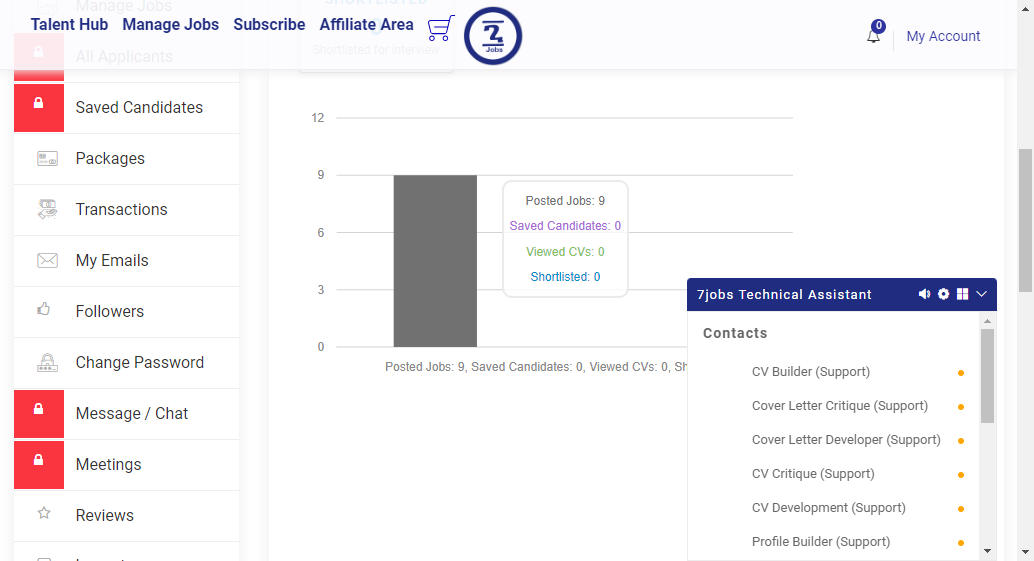 Manage Jobs
SHORTLISTED
Talent Hub Manage Jobs Subscribe Affiliate Area
7 Jobs
0
My Account
All Applicants
Shortlisted for interview
Saved Candidates
Packages
Transactions
My Emails
Followers
Change Password
Message / Chat
Meetings
Reviews
12
9
6
3
0
Posted Jobs: 9
Saved Candidates: 0
Viewed CVs: 0
Shortlisted: 0
Posted Jobs: 9, Saved Candidates: 0, Viewed CVs: 0, Sh
7jobs Technical Assistant
Contacts
CV Builder (Support)
Cover Letter Critique (Support)
Cover Letter Developer (Support)
CV Critique (Support)
CV Development (Support)
Profile Builder (Support)